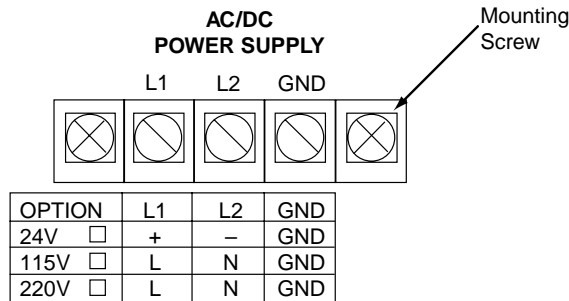 AC/DC
POWER SUPPLY
Mounting
Screw
L1 L2 GND
OPTION L1 L2 GND
24V □ + – GND
115V □ L N GND
220V □ L N GND